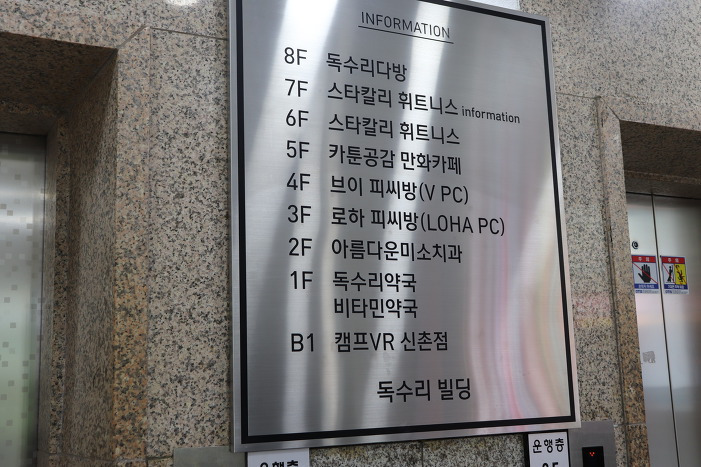 INFORMATION
8F 독수리다방
7F 스타칼리 휘트니스 information
6F 스타칼리 휘트니스
5F 카툰공감 만화카페
4F 브이 피씨방(V PC)
3F 로하 피씨방(LOHA PC)
2F 아름다운미소치과
1F 독수리약국
비타민약국
B1 캠프VR 신촌점
독수리 빌딩
운행층
운행층